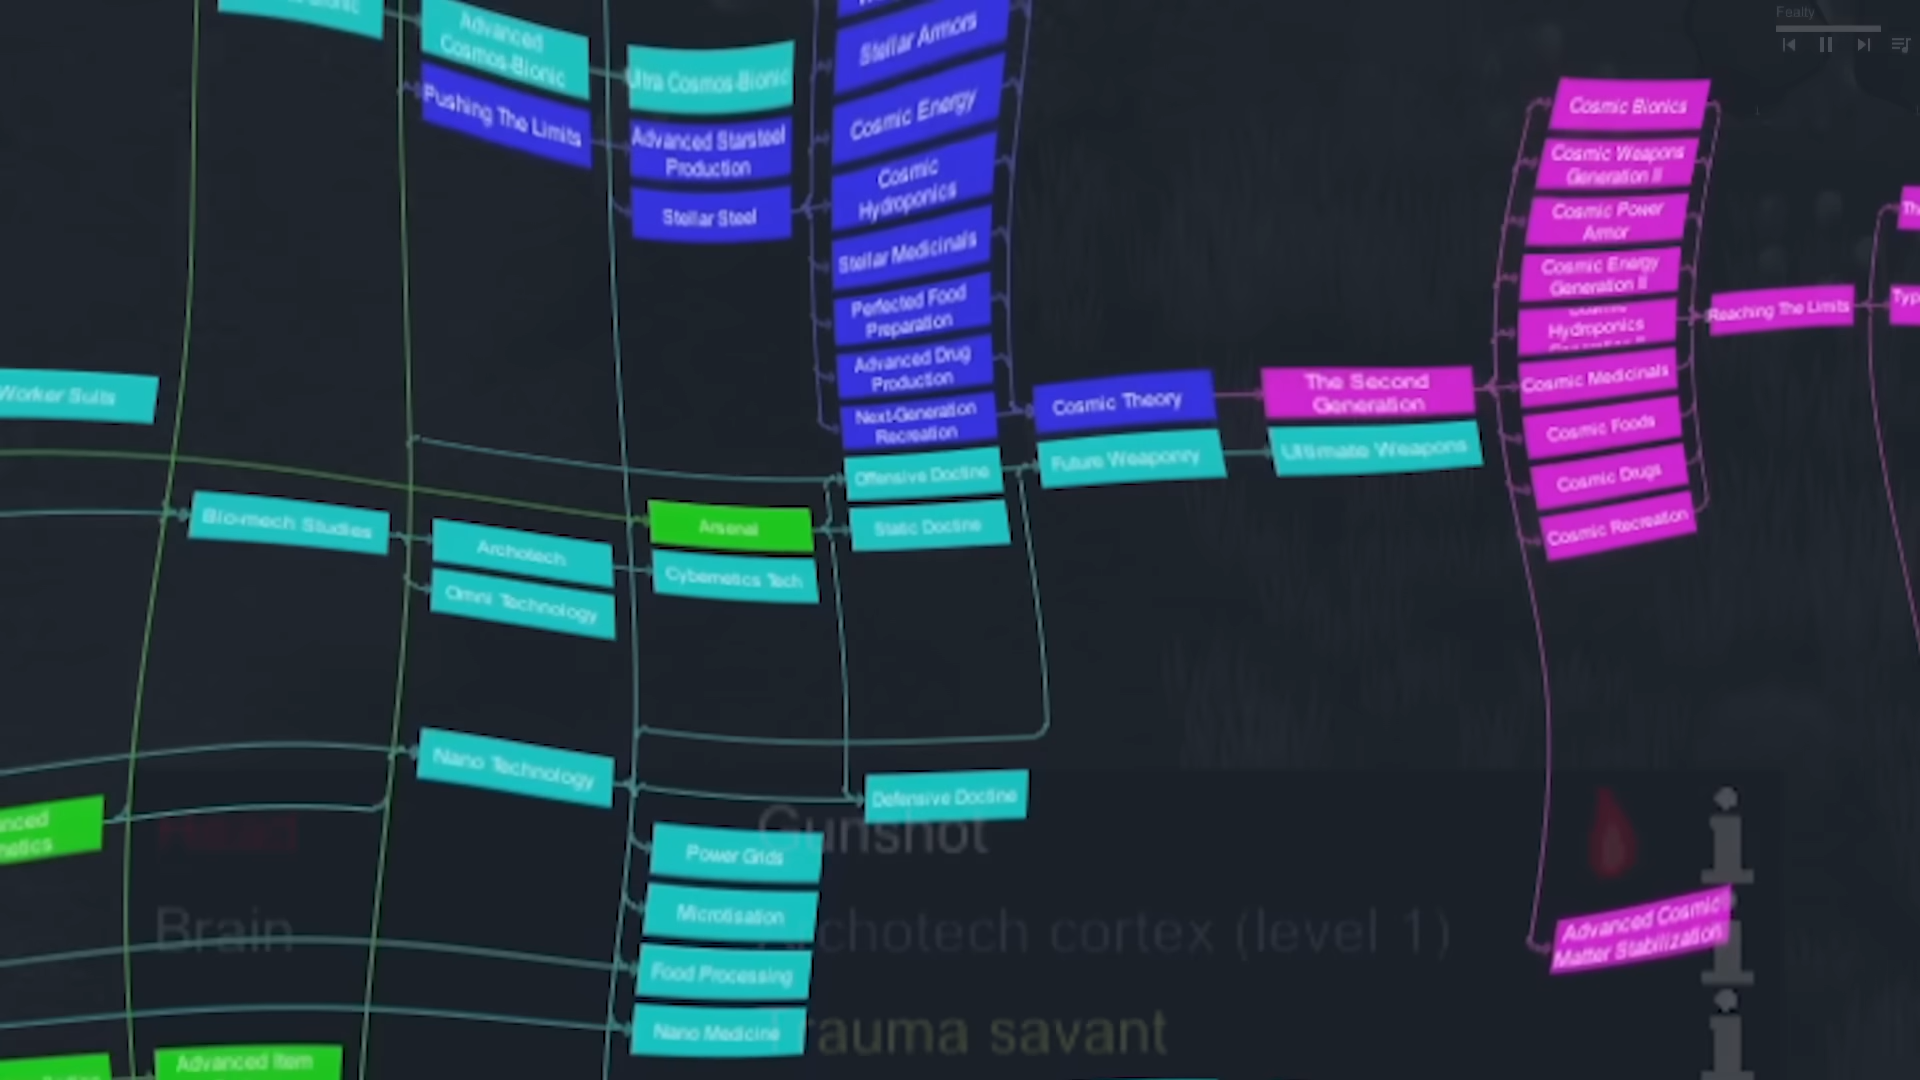 Fealty
Advanced
Cosmos-Bionic
Pushing The Limits
Ultra Cosmos-Bionic
Advanced Starsteel
Production
Stellar Steel
Stellar Armors
Cosmic Energy
Cosmic
Hydroponics
Stellar Medicinals
Perfected Food
Preparation
Advanced Drug
Production
Next-Generation
Recreation
Offensive Doctine
Static Doctine
Cosmic Theory
Future Weaponry
The Second
Generation
Ultimate Weapons
Cosmic Bionics
Cosmic Weapons
Generation II
Cosmic Power
Armor
Cosmic Energy
Generation II
Hydroponics
Cosmic Medicinals
Cosmic Foods
Cosmic Drugs
Cosmic Recreation
Reaching The Limits
Worker Suits
Bio-mech Studies
Archotech
Omni Technology
Arsenal
Cybernetics Tech
Nano Technology
Defensive Doctine
Power Grids
Microtisation
Food Processing
Nano Medicine
Advanced Cosmic
Matter Stabilization
Gunshot
Brain
Archotech cortex (level 1)
Trauma savant
Advanced Item